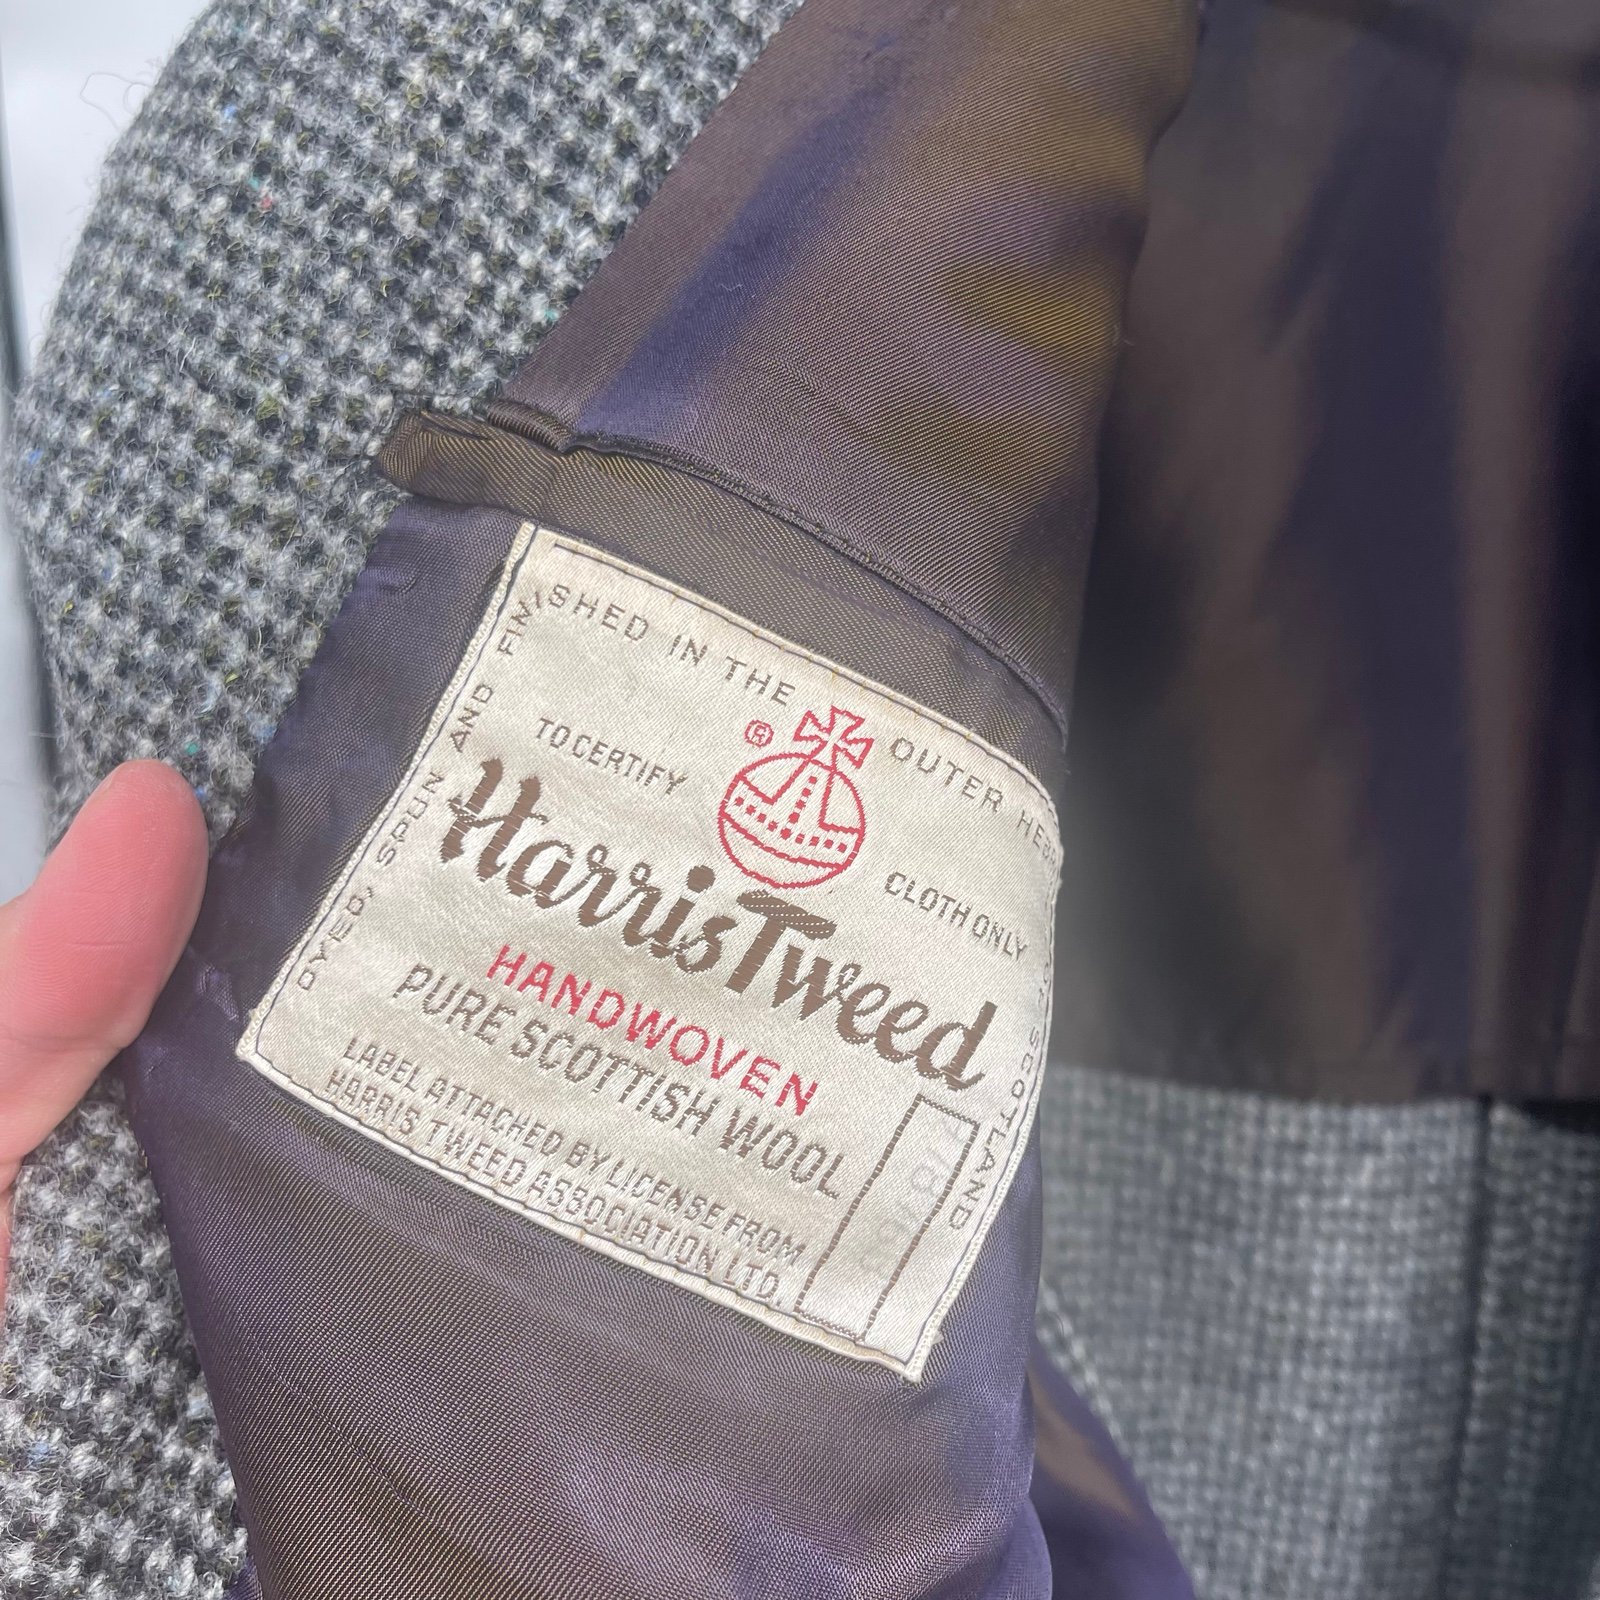 DYED, SPUN AND FINISHED IN THE OUTER HEBR
SCOTLAND
TO CERTIFY
®
CLOTH ONLY
Harris Tweed
HANDWOVEN
PURE SCOTTISH WOOL
LABEL ATTACHED BY LICENSE FROM
HARRIS TWEED ASSOCIATION LTD.